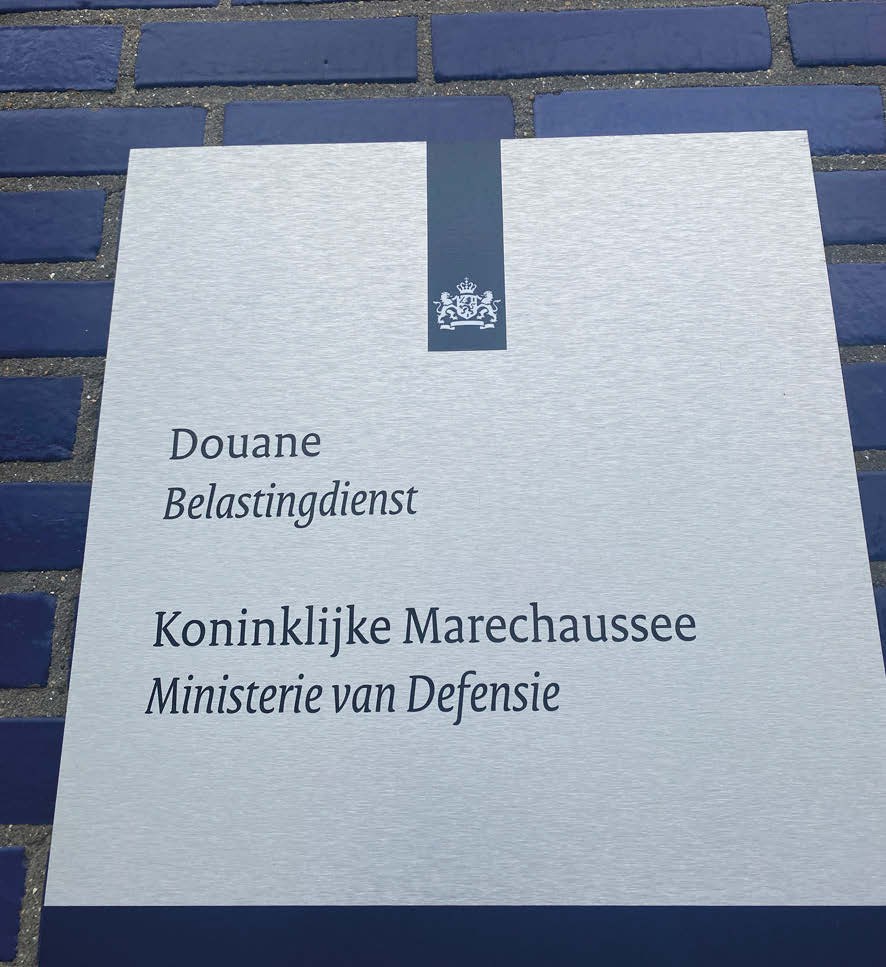 Douane
Belastingdienst
Koninklijke Marechaussee
Ministerie van Defensie